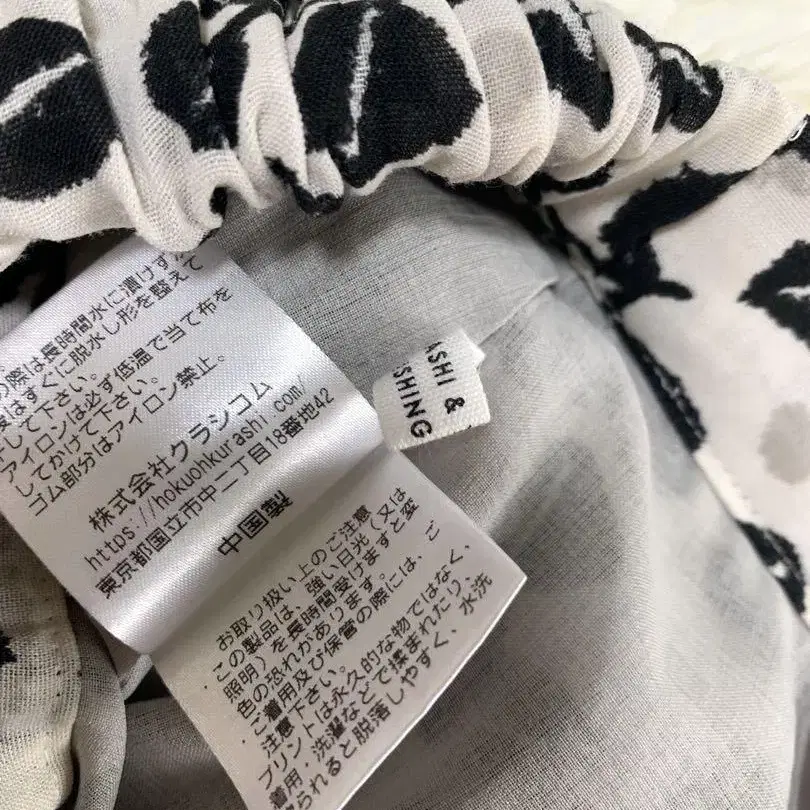 の際は長時間水に漬けず
はすぐに脱水し形を整えて
して下さい。
アイロンは必ず低温で当て布を
してかけて下さい。
ゴム部分はアイロン禁止。
株式会社クラシコム
https://hokuohkurashi.com/
東京都国立市中二丁目18番地42
中国製
ASHI &
SHING
お取り扱い上のご注意
・この製品は、強い日光（又は
照明）を長時間受けますと変
色の恐れがあります。
・ご着用及び保管の際には、ご
注意下さい。
プリントは永久的な物ではなく、
着用・洗濯などで揉まれたり、
られると脱落しやすく、水洗